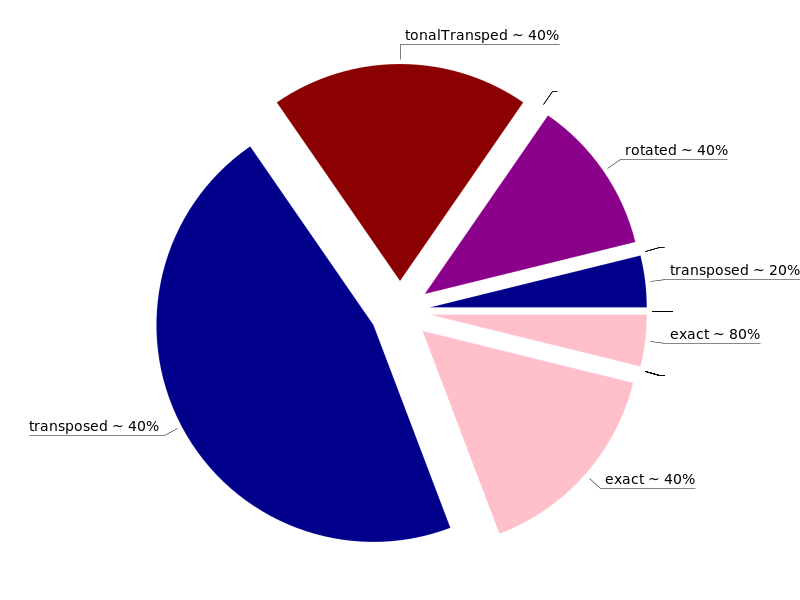 tonalTransped ~ 40%
rotated ~ 40%
transposed ~ 20%
exact ~ 80%
transposed ~ 40%
exact ~ 40%